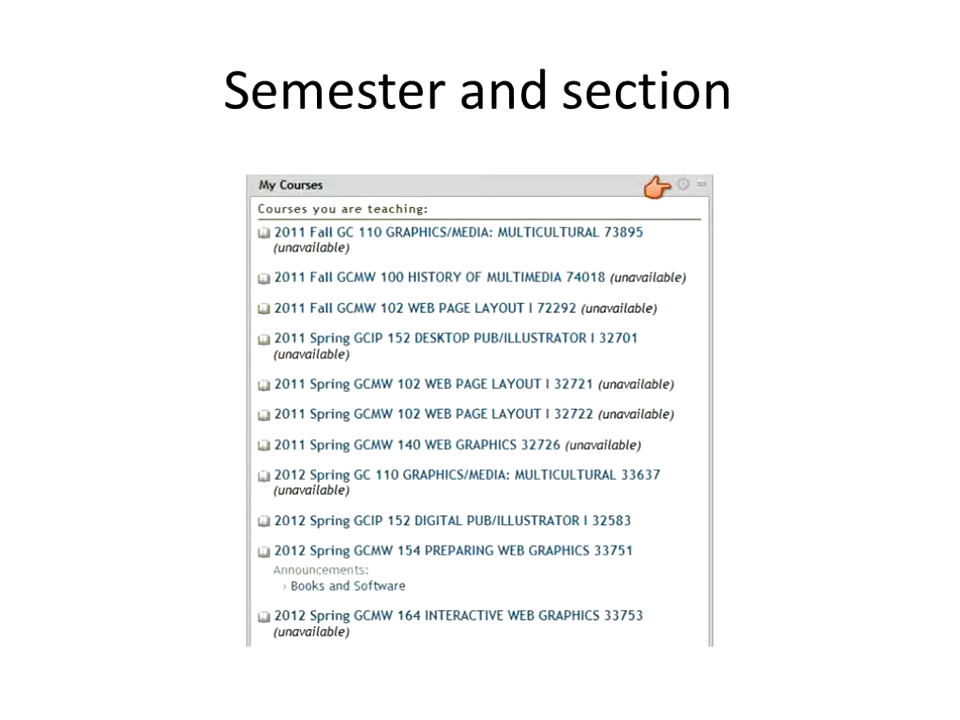 Semester and section
My Courses
Courses you are teaching:
2011 Fall GC 110 GRAPHICS/MEDIA: MULTICULTURAL 73895
(unavailable)
2011 Fall GCMW 100 HISTORY OF MULTIMEDIA 74018 (unavailable)
2011 Fall GCMW 102 WEB PAGE LAYOUT I 72292 (unavailable)
2011 Spring GCIP 152 DESKTOP PUB/ILLUSTRATOR I 32701
(unavailable)
2011 Spring GCMW 102 WEB PAGE LAYOUT I 32721 (unavailable)
2011 Spring GCMW 102 WEB PAGE LAYOUT I 32722 (unavailable)
2011 Spring GCMW 140 WEB GRAPHICS 32726 (unavailable)
2012 Spring GC 110 GRAPHICS/MEDIA: MULTICULTURAL 33637
(unavailable)
2012 Spring GCIP 152 DIGITAL PUB/ILLUSTRATOR I 32583
2012 Spring GCMW 154 PREPARING WEB GRAPHICS 33751
Announcements:
› Books and Software
2012 Spring GCMW 164 INTERACTIVE WEB GRAPHICS 33753
(unavailable)